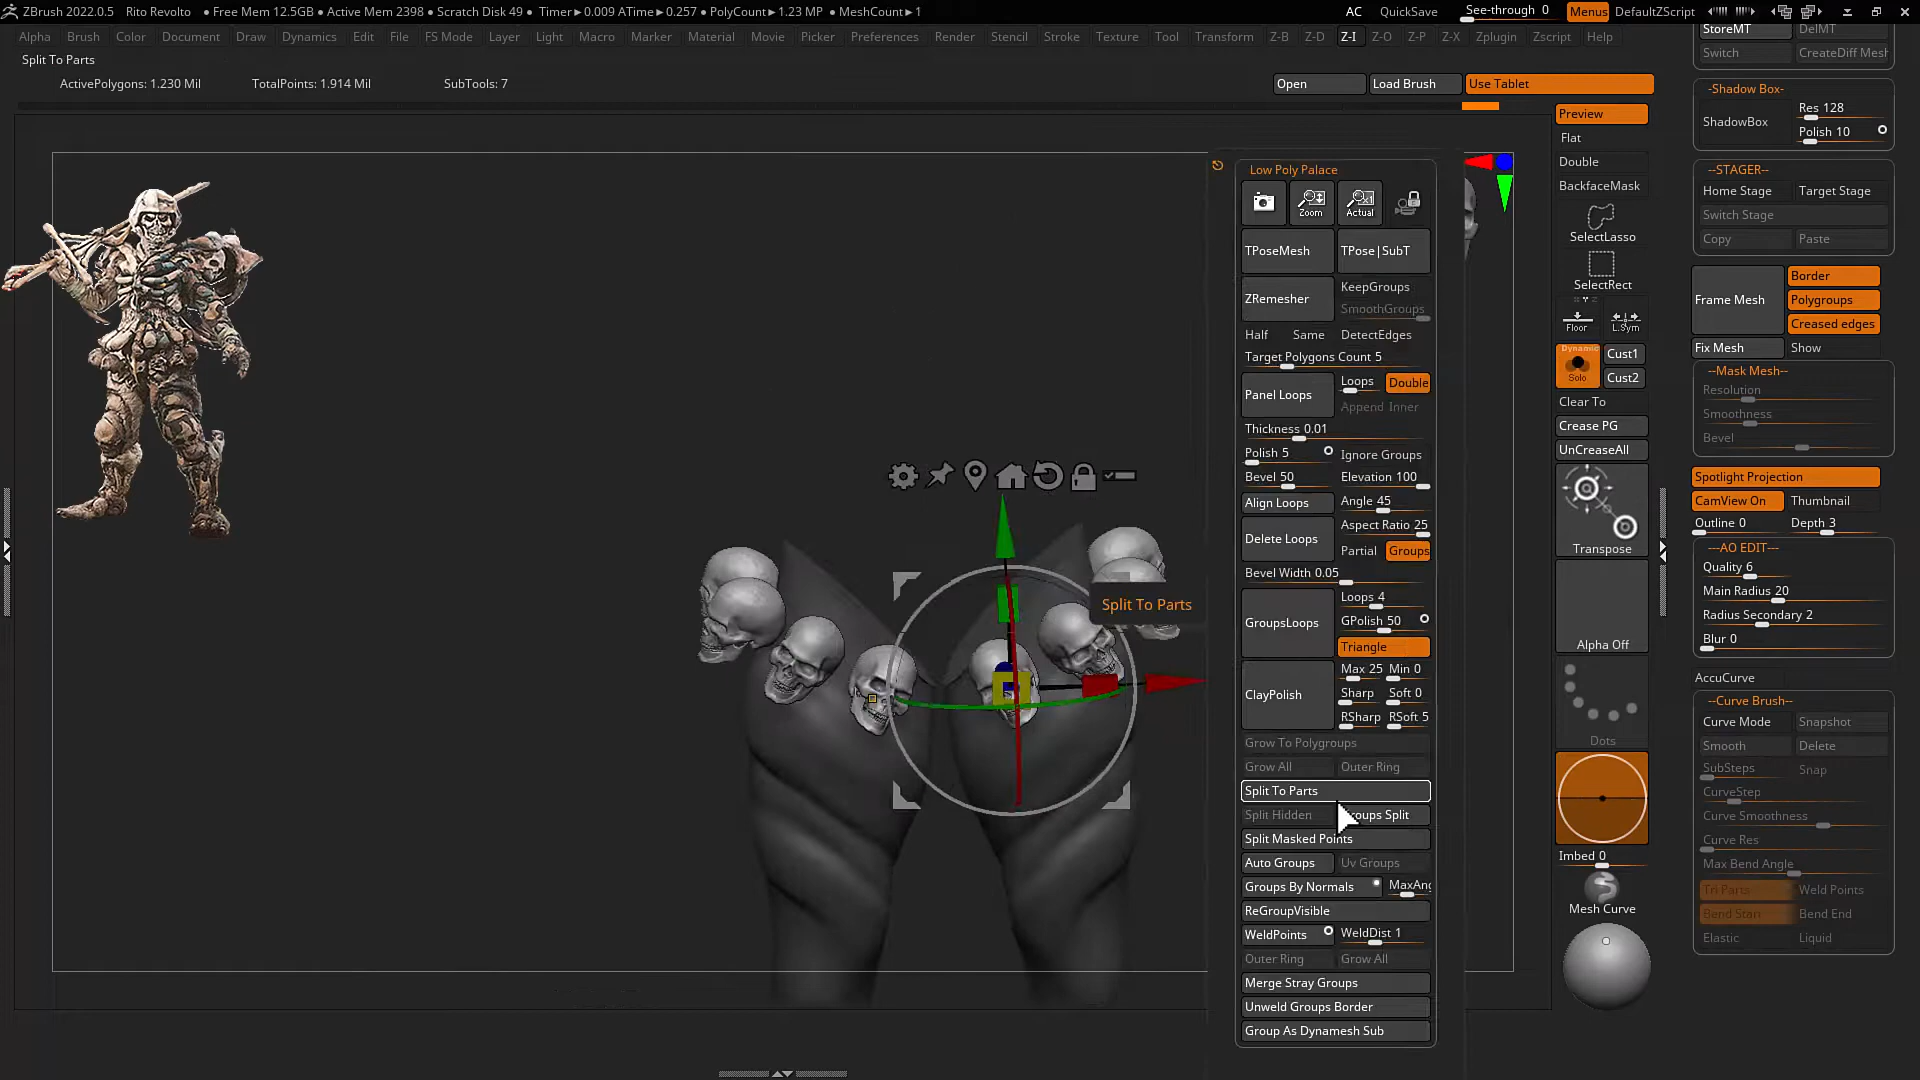 ZBrush 2022.0.5 Rito Revolto • Free Mem 12.5GB • Active Mem 2398 • Scratch Disk 49 • Timer►0.009 ATime►0.257 • PolyCount►1.23 MP • MeshCount►1 AC QuickSave See-through 0 Menus DefaultZScript
Alpha Brush Color Document Draw Dynamics Edit File FS Mode Layer Light Macro Marker Material Movie Picker Preferences Render Stencil Stroke Texture Tool Transform Z-B Z-D Z-I Z-O Z-P Z-X Zplugin Zscript Help
Split To Parts
ActivePolygons: 1.230 Mil TotalPoints: 1.914 Mil SubTools: 7
Open Load Brush Use Tablet
Low Poly Palace
Zoom Actual
TPoseMesh TPose|SubT
ZRemesher KeepGroups
SmoothGroups
Half Same DetectEdges
Target Polygons Count 5
Panel Loops Loops Double
Append Inner
Thickness 0.01
Polish 5 Ignore Groups
Bevel 50 Elevation 100
Align Loops Angle 45
Aspect Ratio 25
Delete Loops Partial Groups
Bevel Width 0.05
GroupsLoops Loops 4
GPolish 50
Triangle
ClayPolish Max 25 Min 0
Sharp Soft 0
RSharp RSoft 5
Grow To Polygroups
Grow All Outer Ring
Split To Parts
Split Hidden roups Split
Split Masked Points
Auto Groups Uv Groups
Groups By Normals MaxAng
ReGroupVisible
WeldPoints WeldDist 1
Outer Ring Grow All
Merge Stray Groups
Unweld Groups Border
Group As Dynamesh Sub
Split To Parts
Preview
Flat
Double
BackfaceMask
SelectLasso
SelectRect
Floor L.Sym
Dynamic
Solo
Cust1
Cust2
Clear To
Crease PG
UnCreaseAll
Transpose
Alpha Off
Dots
Imbed 0
Mesh Curve
StoreMT DelMT
Switch CreateDiff Mesh
-Shadow Box-
ShadowBox Res 128
Polish 10
--STAGER--
Home Stage Target Stage
Switch Stage
Copy Paste
Frame Mesh Border
Polygroups
Creased edges
Fix Mesh Show
--Mask Mesh--
Resolution
Smoothness
Bevel
Spotlight Projection
CamView On Thumbnail
Outline 0 Depth 3
---AO EDIT---
Quality 6
Main Radius 20
Radius Secondary 2
Blur 0
AccuCurve
--Curve Brush--
Curve Mode Snapshot
Smooth Delete
SubSteps Snap
CurveStep
Curve Smoothness
Curve Res
Max Bend Angle
Tri Parts Weld Points
Bend Start Bend End
Elastic Liquid